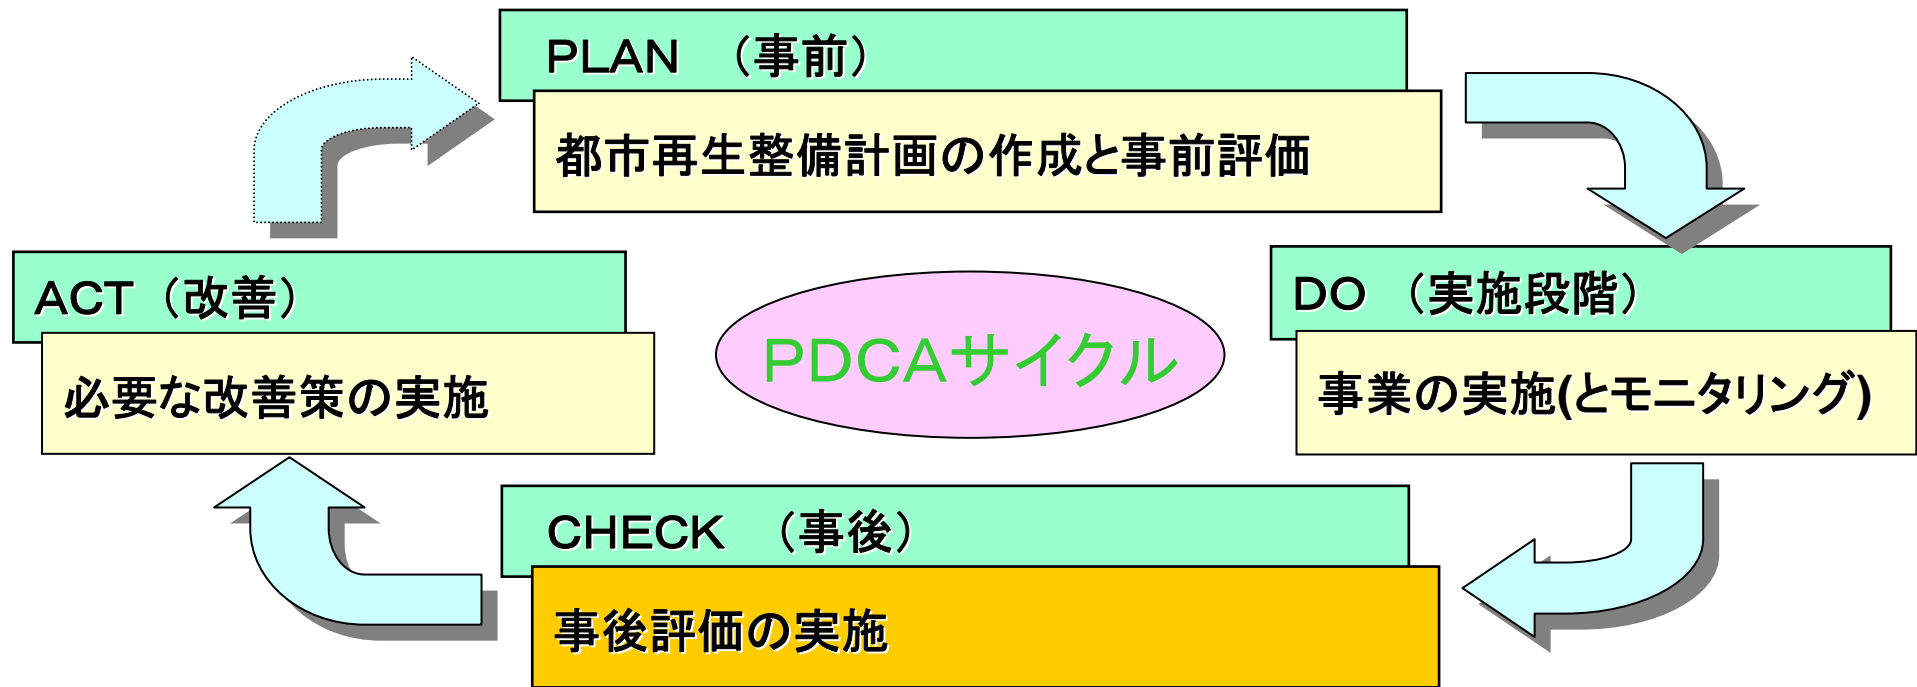 ＰＬＡＮ　（事前）
都市再生整備計画の作成と事前評価
ＡＣＴ（改善）
必要な改善策の実施
ＰＤＣＡサイクル
ＤＯ　（実施段階）
事業の実施(とモニタリング)
ＣＨＥＣＫ　（事後）
事後評価の実施